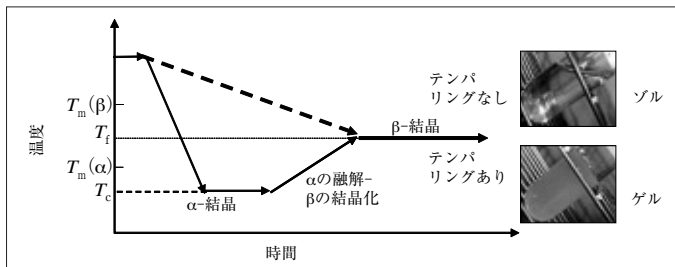 温度
Tm(β)
Tf
Tm(α)
Tc
α-結晶
αの融解-
βの結晶化
β-結晶
時間
テンパ
リングなし
ゾル
テンパ
リングあり
ゲル